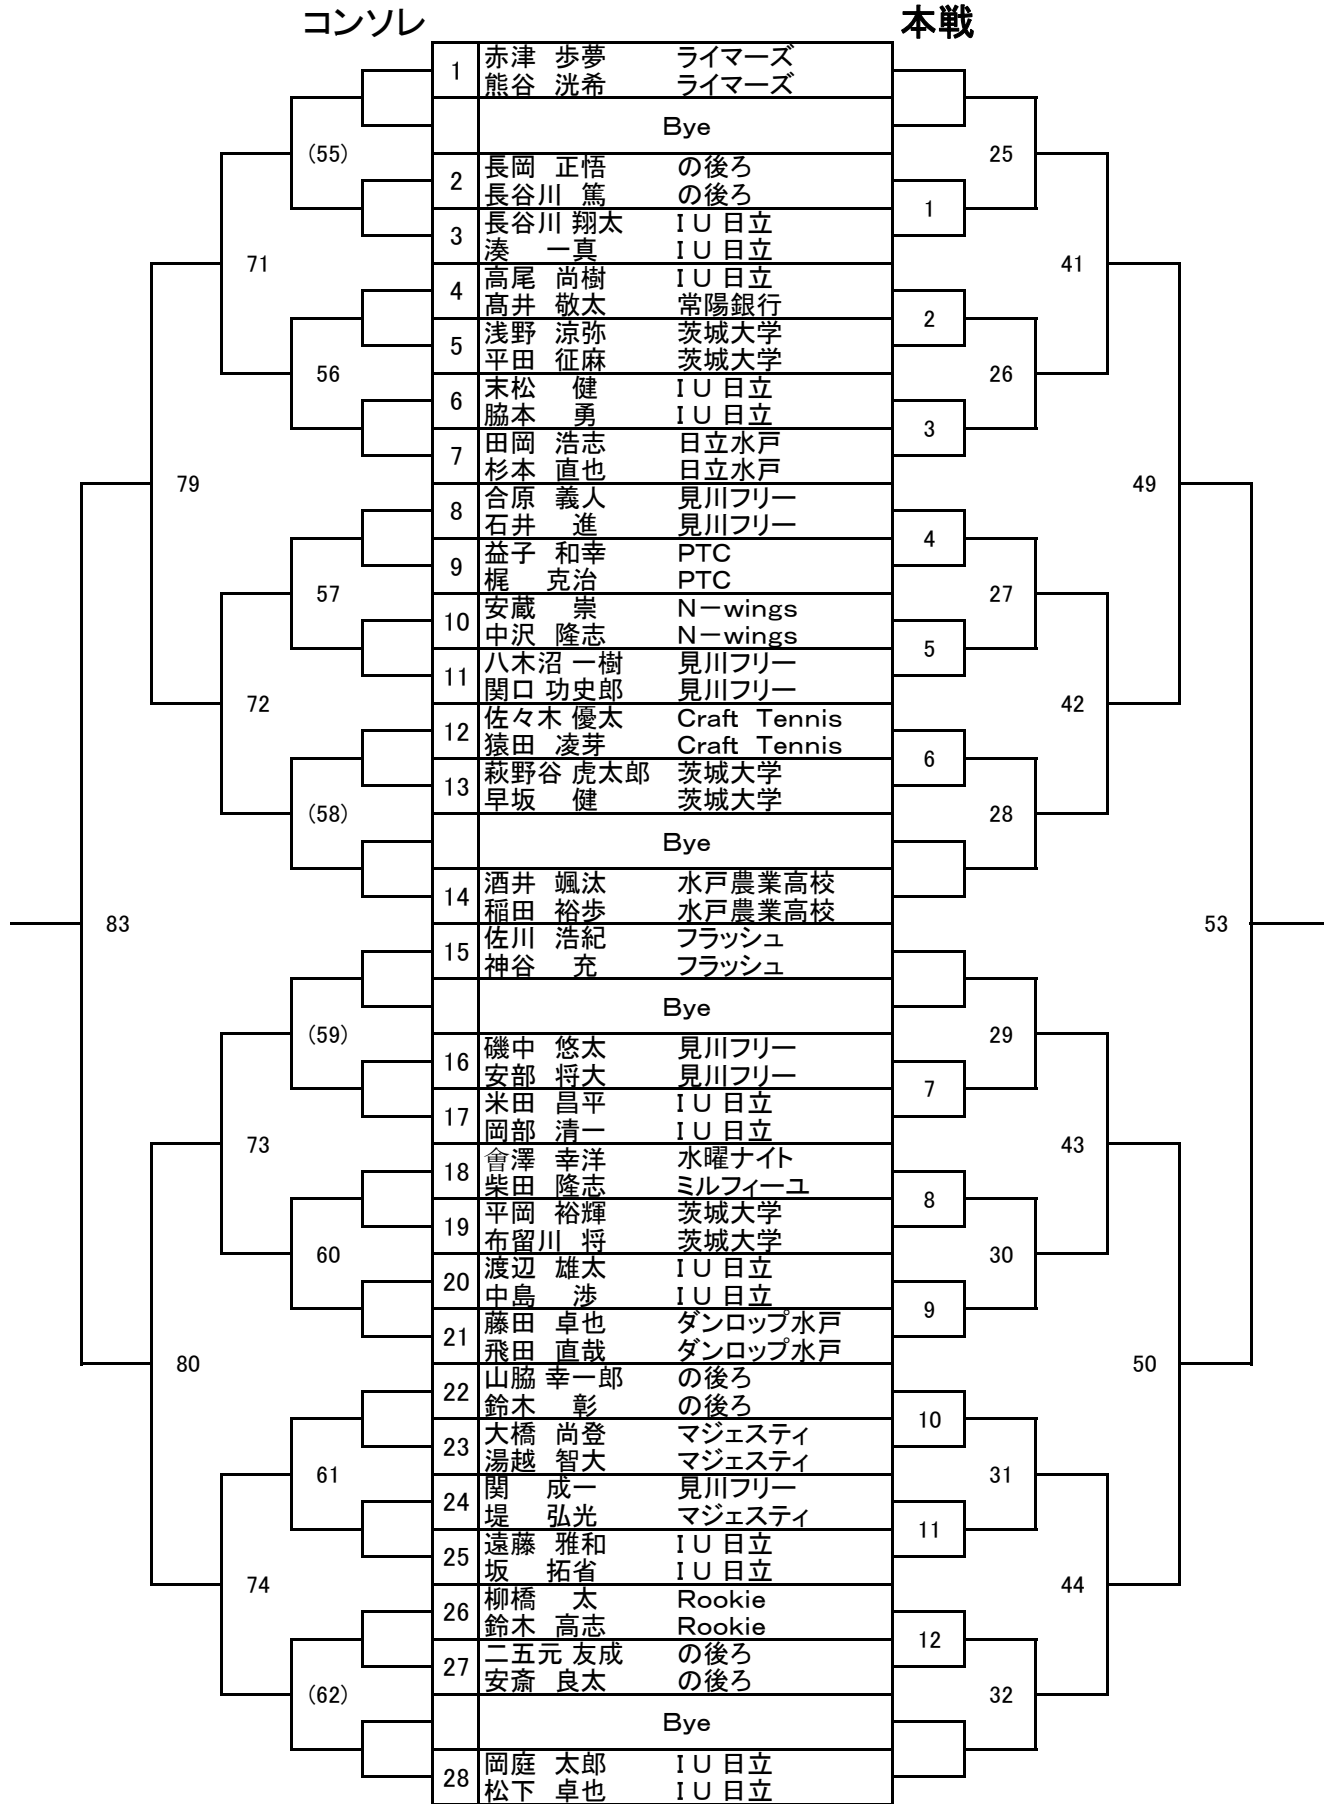 コンソレ 本戦
1 赤津 歩夢 ライマーズ
熊谷 洸希 ライマーズ
Bye
(55) 25
2 長岡 正悟 の後ろ
長谷川 篤 の後ろ
1
3 長谷川 翔太 IU日立
湊 一真 IU日立
71 41
4 高尾 尚樹 IU日立
髙井 敬太 常陽銀行
2
5 浅野 涼弥 茨城大学
平田 征麻 茨城大学
56 26
6 末松 健 IU日立
脇本 勇 IU日立
3
7 田岡 浩志 日立水戸
杉本 直也 日立水戸
79 49
8 合原 義人 見川フリー
石井 進 見川フリー
4
9 益子 和幸 PTC
梶 克治 PTC
57 27
10 安蔵 崇 N－wings
中沢 隆志 N－wings
5
11 八木沼 一樹 見川フリー
関口 功史郎 見川フリー
72 42
12 佐々木 優太 Craft Tennis
猿田 凌芽 Craft Tennis
6
13 萩野谷 虎太郎 茨城大学
早坂 健 茨城大学
(58) 28
Bye
14 酒井 颯汰 水戸農業高校
稲田 裕歩 水戸農業高校
83 53
15 佐川 浩紀 フラッシュ
神谷 充 フラッシュ
Bye
(59) 29
16 磯中 悠太 見川フリー
安部 将大 見川フリー
7
17 米田 昌平 IU日立
岡部 清一 IU日立
73 43
18 會澤 幸洋 水曜ナイト
柴田 隆志 ミルフィーユ
8
19 平岡 裕輝 茨城大学
布留川 将 茨城大学
60 30
20 渡辺 雄太 IU日立
中島 渉 IU日立
9
21 藤田 卓也 ダンロップ水戸
飛田 直哉 ダンロップ水戸
80 50
22 山脇 幸一郎 の後ろ
鈴木 彰 の後ろ
10
23 大橋 尚登 マジェスティ
湯越 智大 マジェスティ
61 31
24 関 成一 見川フリー
堤 弘光 マジェスティ
11
25 遠藤 雅和 IU日立
坂 拓省 IU日立
74 44
26 柳橋 太 Rookie
鈴木 高志 Rookie
12
27 二五元 友成 の後ろ
安斎 良太 の後ろ
(62) 32
Bye
28 岡庭 太郎 IU日立
松下 卓也 IU日立